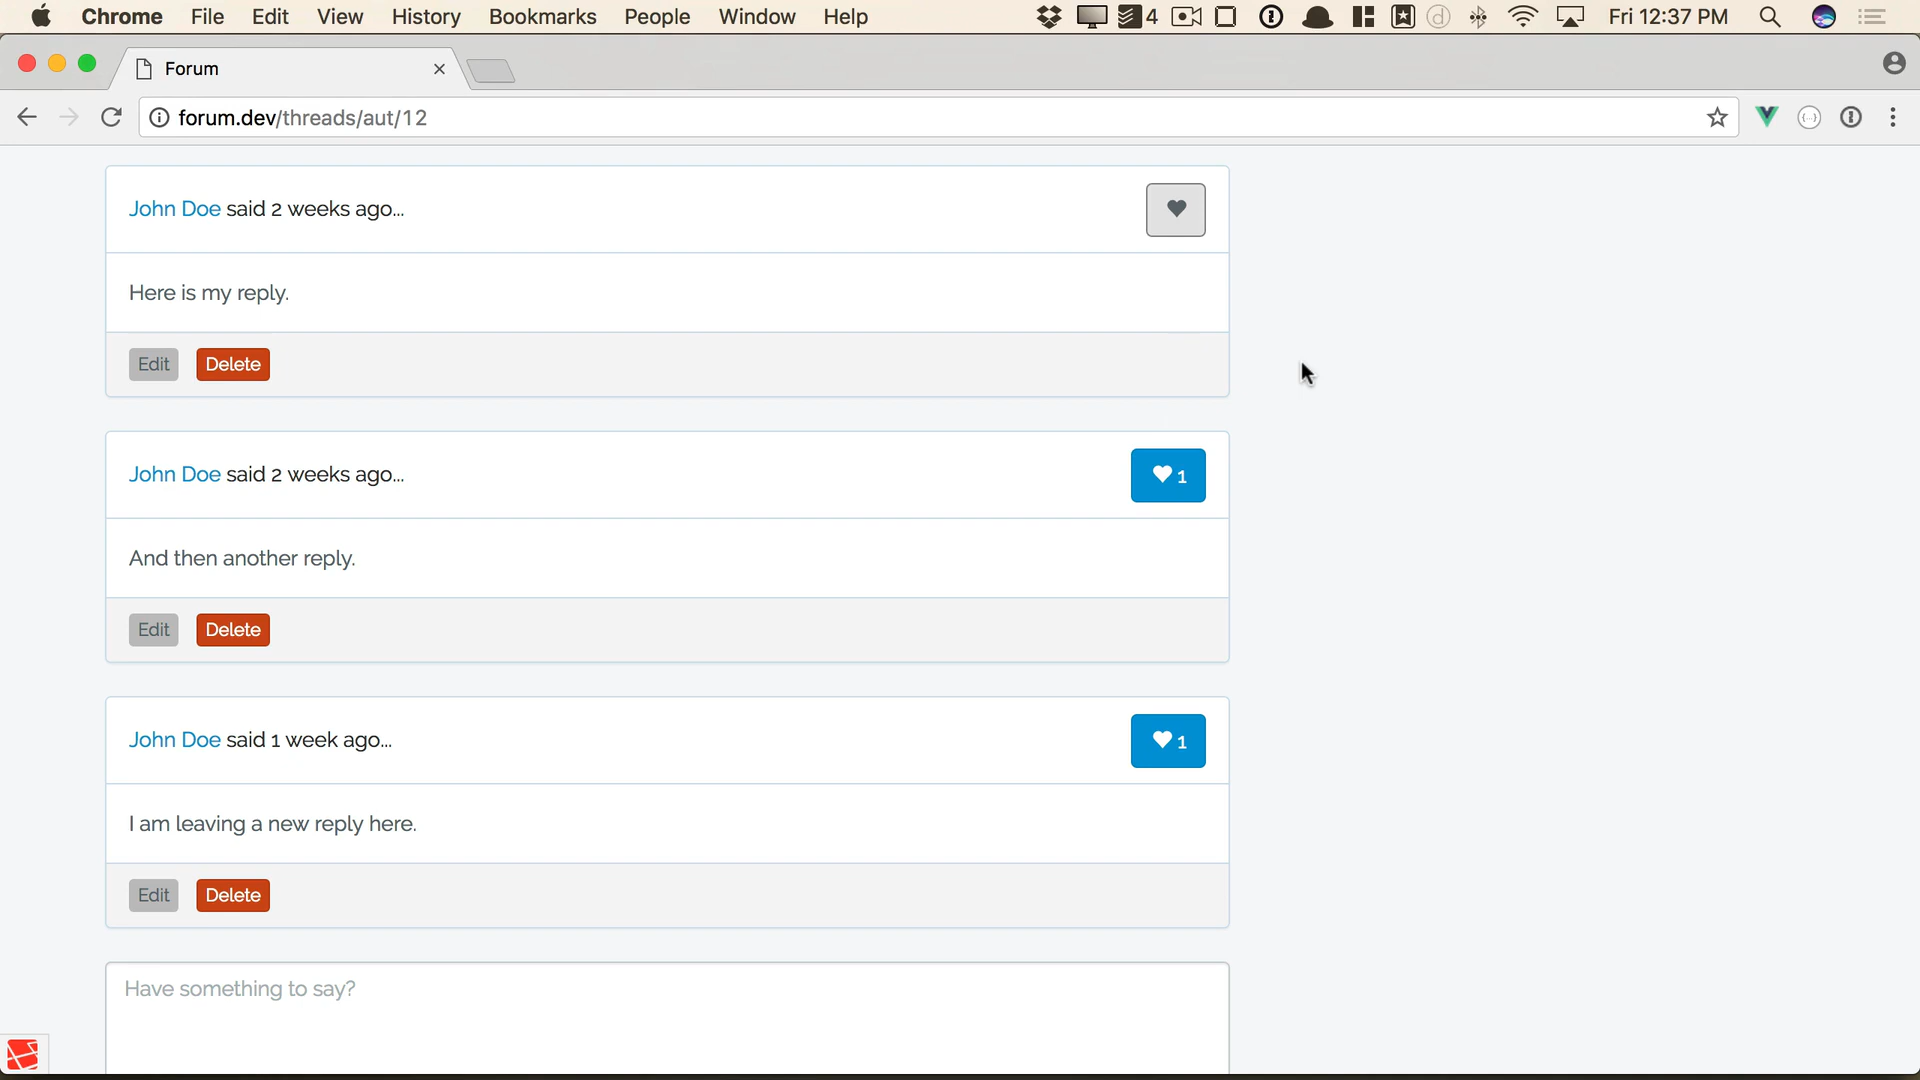 Chrome File Edit View History Bookmarks People Window Help 4 Fri 12:37 PM
Forum
forum.dev/threads/aut/12
John Doe said 2 weeks ago...
Here is my reply.
Edit Delete
John Doe said 2 weeks ago...
1
And then another reply.
Edit Delete
John Doe said 1 week ago...
1
I am leaving a new reply here.
Edit Delete
Have something to say?